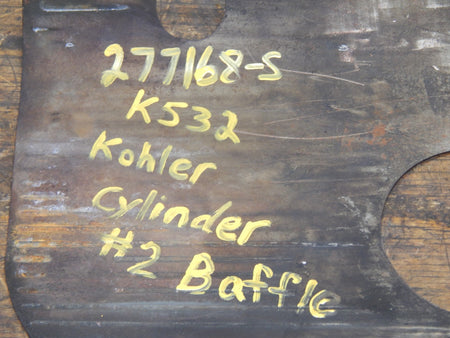 277168-S
K532
Kohler
Cylinder
#2 Baffle